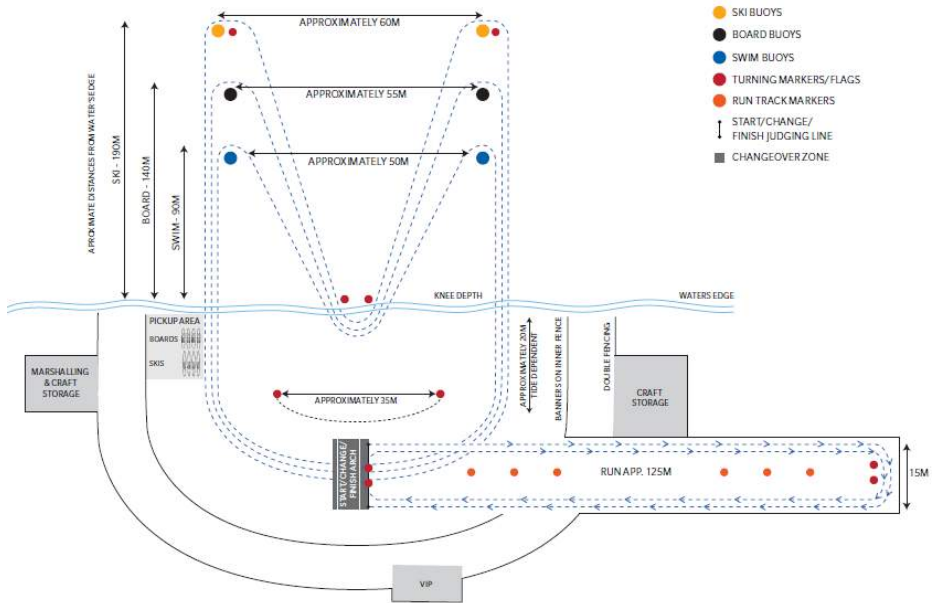 APPROXIMATELY 60M
APPROXIMATELY 55M
APPROXIMATELY 50M
APROXIMATE DISTANCES FROM WATER'S EDGE
SKI - 190M
BOARD - 140M
SWIM - 90M
SKI BUOYS
BOARD BUOYS
SWIM BUOYS
TURNING MARKERS/FLAGS
RUN TRACK MARKERS
START/CHANGE/
FINISH JUDGING LINE
CHANGEOVER ZONE
KNEE DEPTH
WATERS EDGE
PICKUP AREA
BOARDS
SKIS
MARSHALLING
& CRAFT
STORAGE
APPROXIMATELY 35M
APPROXIMATELY 20M
TIDE DEPENDENT
BANNERS ON INNER FENCE
DOUBLE FENCING
CRAFT
STORAGE
START/CHANGE/
FINISH ARCH
RUN APP. 125M
15M
VIP